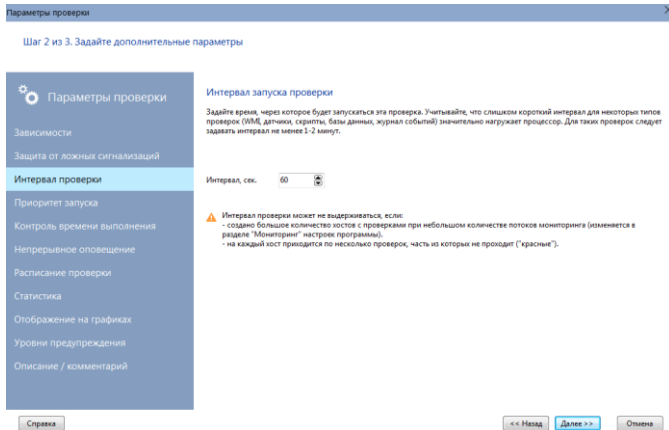 Параметры проверки
Шаг 2 из 3. Задайте дополнительные параметры
Параметры проверки
Зависимости
Защита от ложных сигнализаций
Интервал проверки
Приоритет запуска
Контроль времени выполнения
Непрерывное оповещение
Расписание проверки
Статистика
Отображение на графиках
Уровни предупреждения
Описание / комментарий
Интервал запуска проверки
Задайте время, через которое будет запускаться эта проверка. Учитывайте, что слишком короткий интервал для некоторых типов
проверок (WMI, датчики, скрипты, базы данных, журнал событий) значительно нагружает процессор. Для таких проверок следует
задавать интервал не менее 1-2 минут.
Интервал, сек. 60
Интервал проверки может не выдерживаться, если:
- создано большое количество хостов с проверками при небольшом количестве потоков мониторинга (изменяется в
разделе "Мониторинг" настроек программы).
- на каждый хост приходится по несколько проверок, часть из которых не проходит ("красные").
Справка
<< Назад Далее >> Отмена